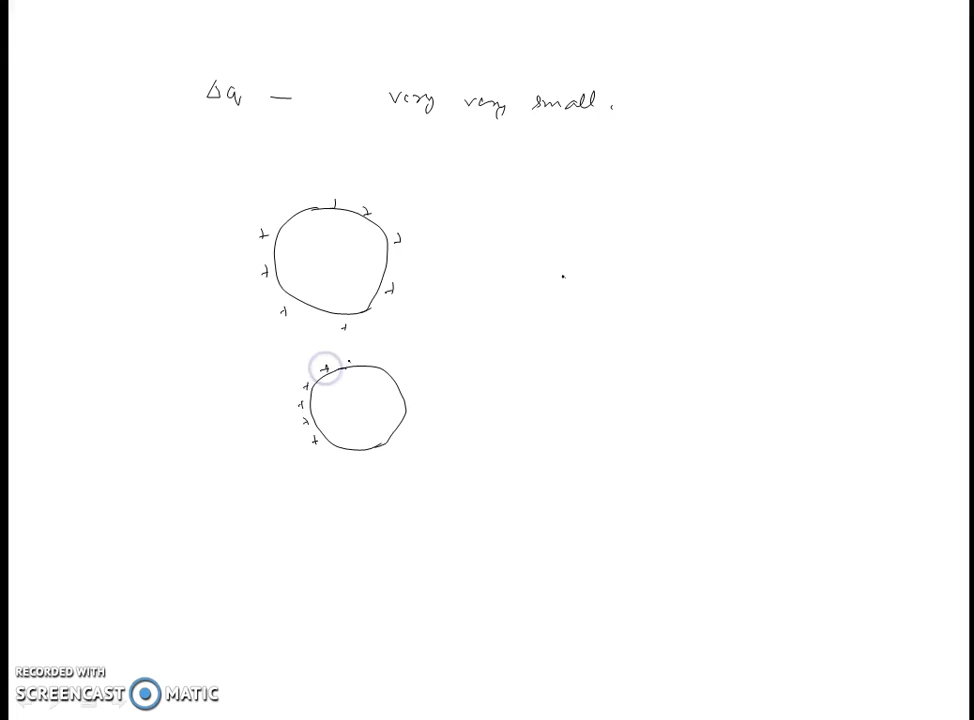 Δq — very very small.
+ + +
+ +
+ +
+ +
+
+
+
+
+
RECORDED WITH
SCREENCAST MATIC